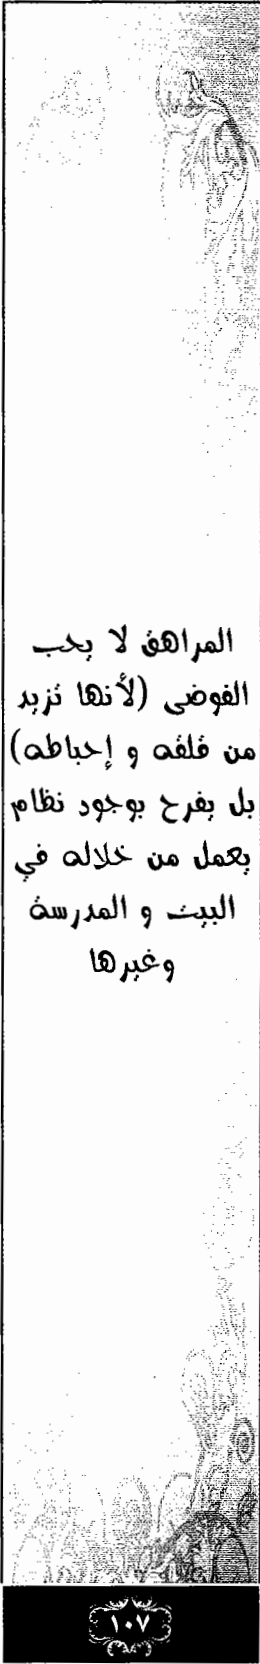 المراهق لا يحب
الفوضى (لأنها تزيد
من قلقه و إحباطه)
بل يفرح بوجود نظام
يعمل من خلاله في
البيت و المدرسة
وغيرها
١٠٧